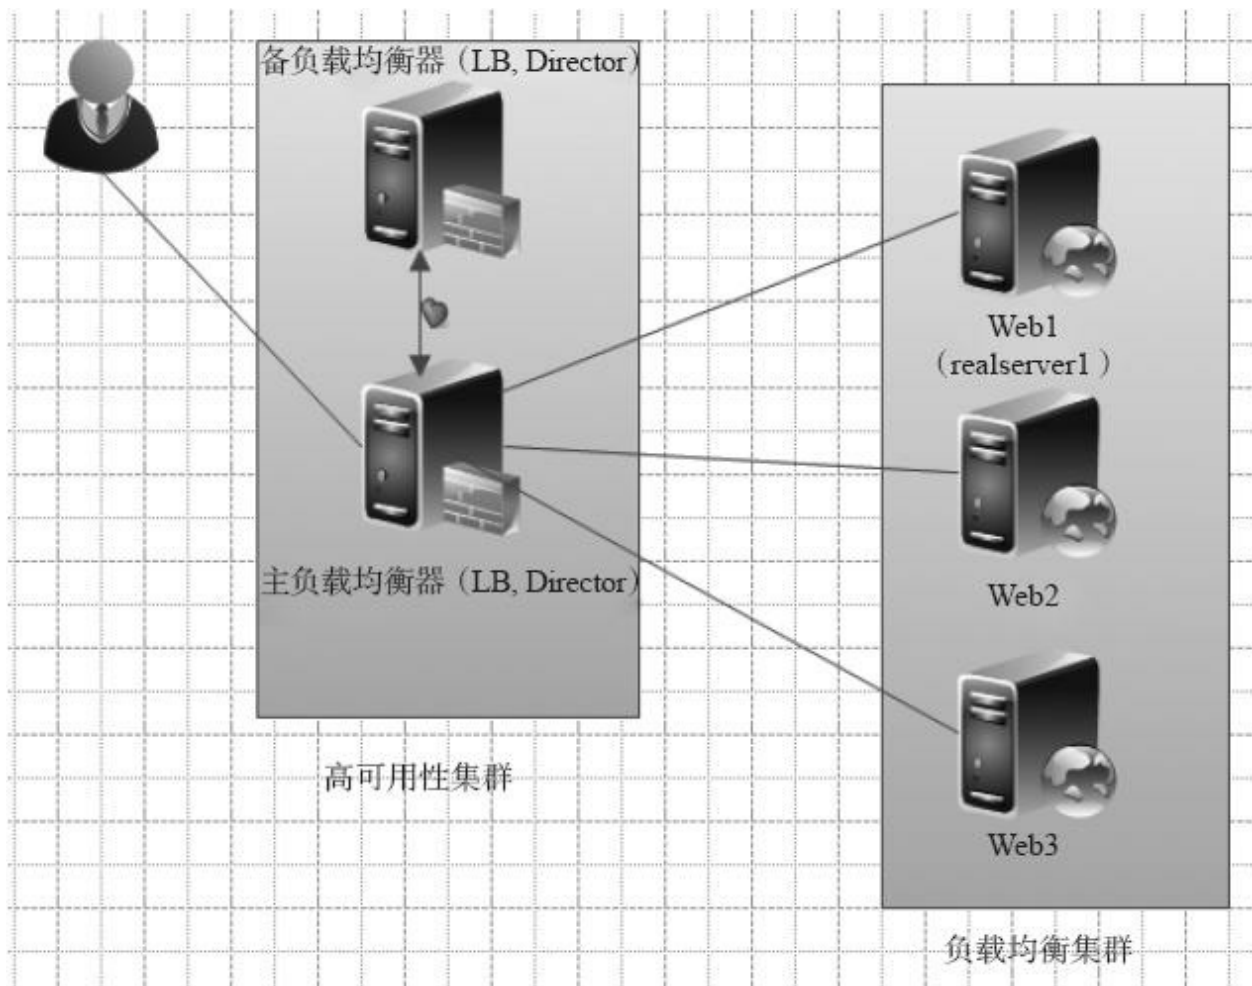 备负载均衡器（LB, Director）
主负载均衡器（LB, Director）
高可用性集群
Web1
（realserver1 ）
Web2
Web3
负载均衡集群